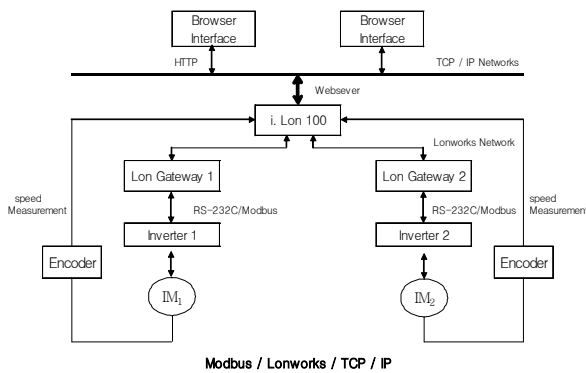 Browser
Interface
Browser
Interface
HTTP
TCP / IP Networks
Websever
i. Lon 100
Lonworks Network
Lon Gateway 1
Lon Gateway 2
speed
Measurement
speed
Measurement
RS-232C/Modbus
RS-232C/Modbus
Inverter 1
Inverter 2
Encoder
Encoder
IM1
IM2
Modbus / Lonworks / TCP / IP